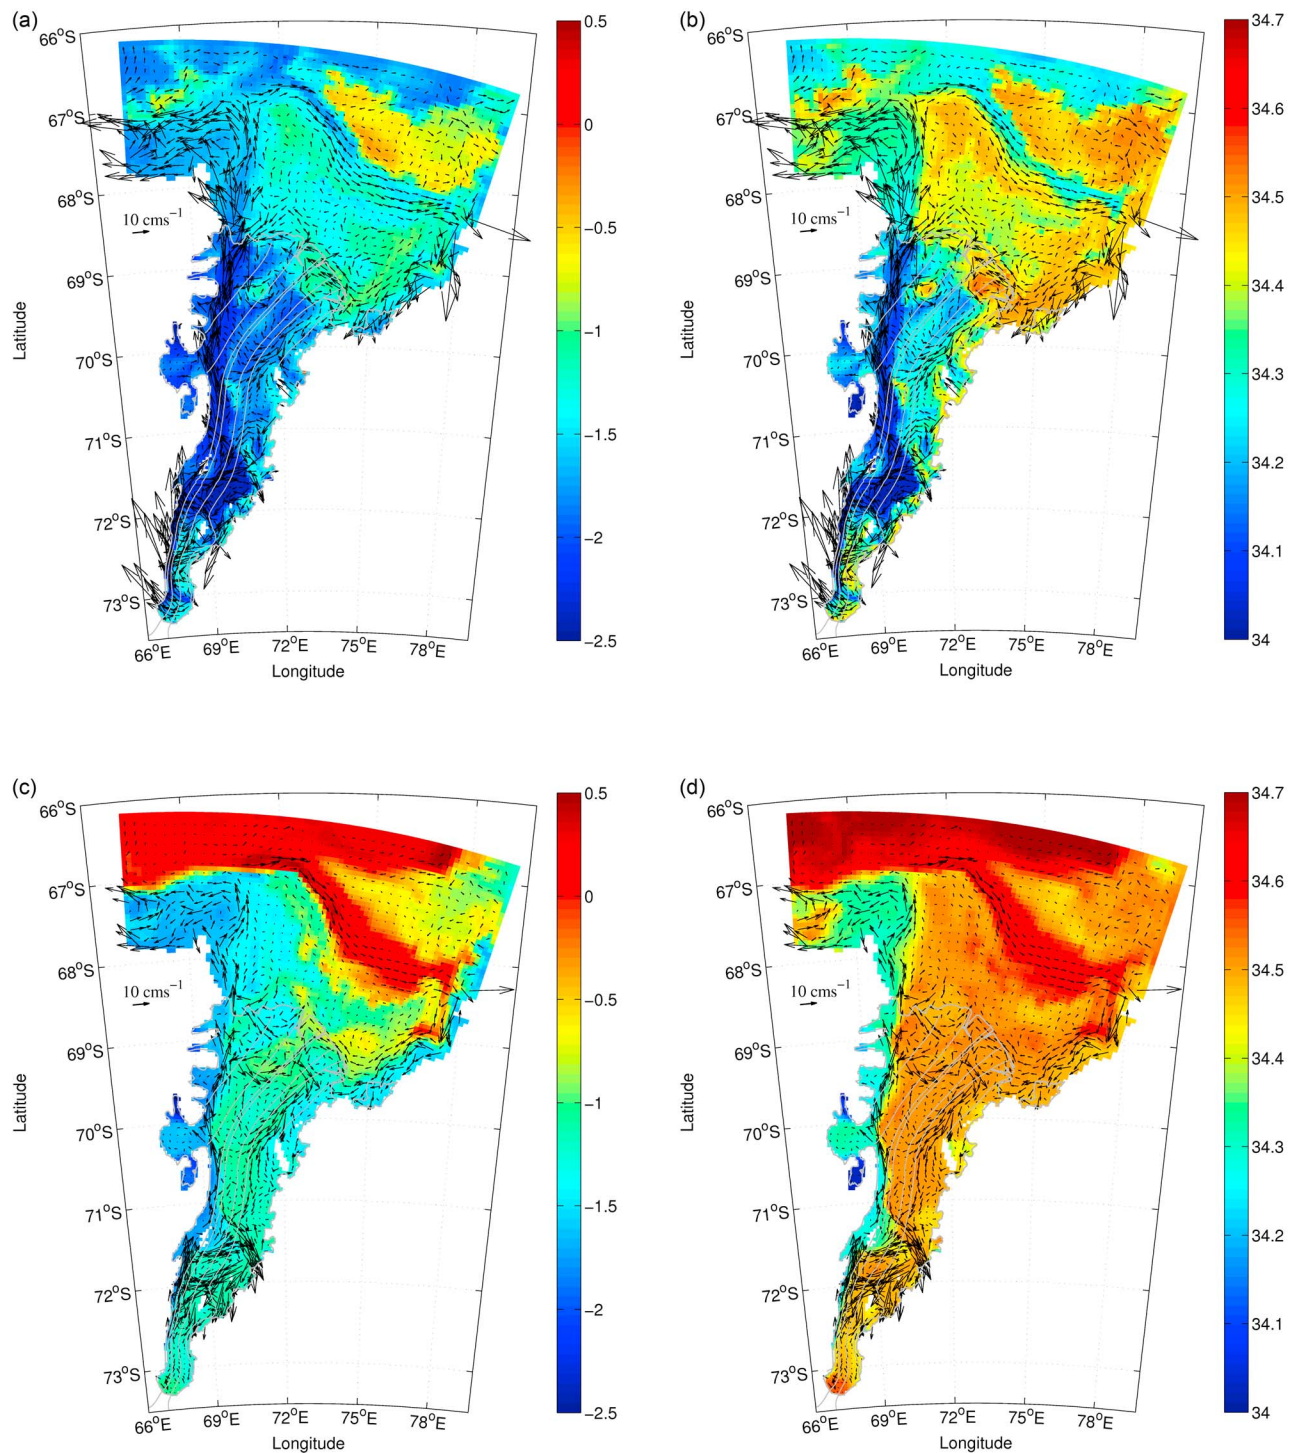 (a)
66°S
67°S
68°S
69°S
70°S
71°S
72°S
73°S
Latitude
10 cms⁻¹
66°E
69°E
72°E
75°E
78°E
Longitude
0.5
0
−0.5
−1
−1.5
−2
−2.5
(b)
66°S
67°S
68°S
69°S
70°S
71°S
72°S
73°S
Latitude
10 cms⁻¹
66°E
69°E
72°E
75°E
78°E
Longitude
34.7
34.6
34.5
34.4
34.3
34.2
34.1
34
(c)
66°S
67°S
68°S
69°S
70°S
71°S
72°S
73°S
Latitude
10 cms⁻¹
66°E
69°E
72°E
75°E
78°E
Longitude
0.5
0
−0.5
−1
−1.5
−2
−2.5
(d)
66°S
67°S
68°S
69°S
70°S
71°S
72°S
73°S
Latitude
10 cms⁻¹
66°E
69°E
72°E
75°E
78°E
Longitude
34.7
34.6
34.5
34.4
34.3
34.2
34.1
34